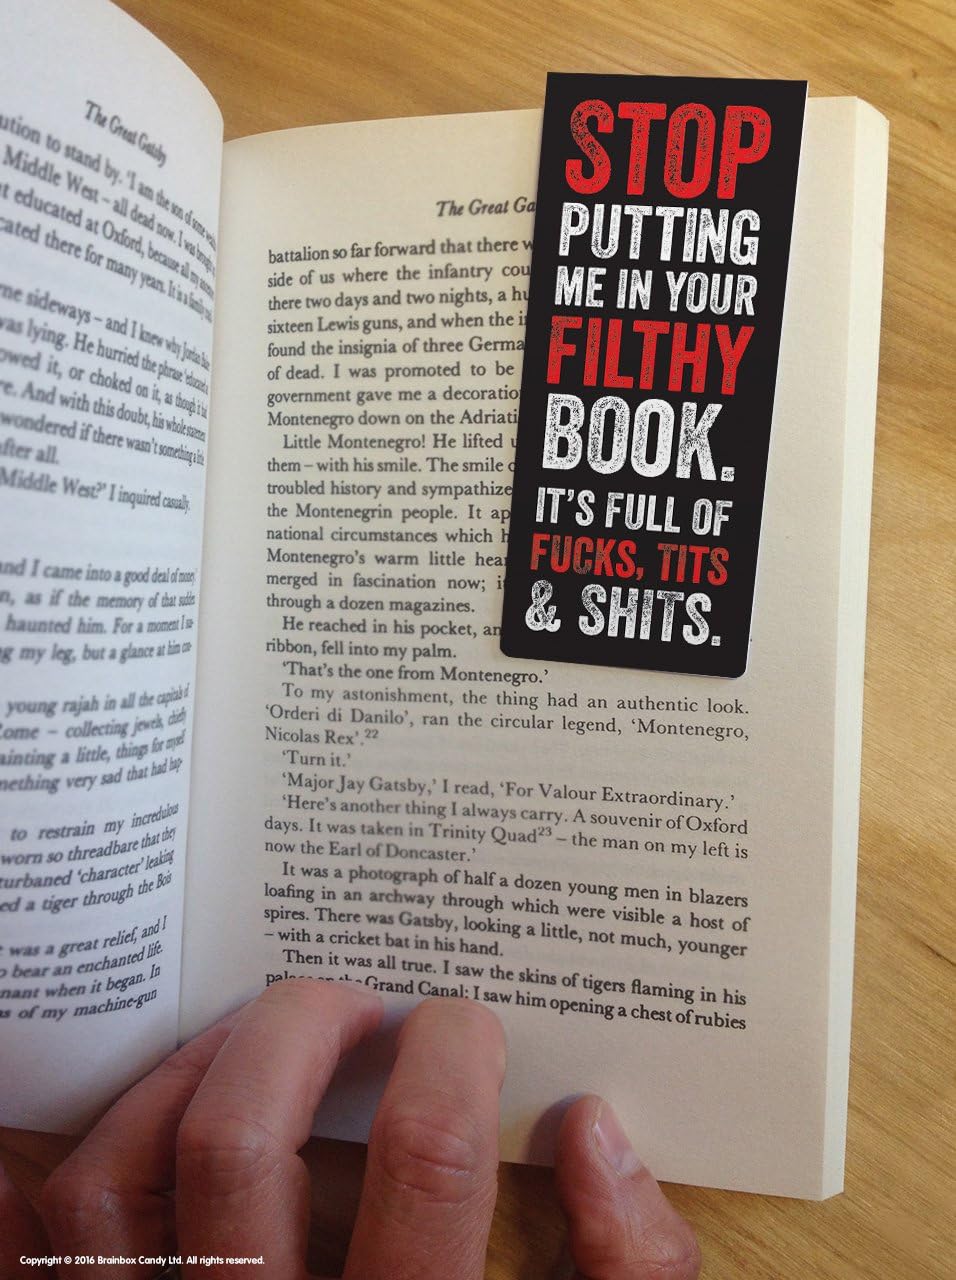 The Great Gatsby
ution to stand by. 'I am the son of some
Middle West – all dead now. I was brought
t educated at Oxford, because all my
cated there for many years. It is a family
me sideways – and I knew why Jordan
was lying. He hurried the phrase 'educated
owed it, or choked on it, as though it had
re. And with this doubt, his whole statement
wondered if there wasn't something a little
after all.
Middle West?' I inquired casually.
nd I came into a good deal of money.'
n, as if the memory of that sudden
haunted him. For a moment I su-
ng my leg, but a glance at him con-
young rajah in all the capitals of
Rome – collecting jewels, chiefly
ainting a little, things for myself
mething very sad that had hap-
to restrain my incredulous
worn so threadbare that they
turbaned 'character' leaking
ed a tiger through the Bois
was a great relief, and I
o bear an enchanted life.
nant when it began. In
s of my machine-gun
The Great Ga
battalion so far forward that there w
side of us where the infantry cou
there two days and two nights, a hu
sixteen Lewis guns, and when the i
found the insignia of three Germa
of dead. I was promoted to be
government gave me a decoratio
Montenegro down on the Adriati
Little Montenegro! He lifted u
them – with his smile. The smile c
troubled history and sympathize
the Montenegrin people. It ap
national circumstances which h
Montenegro's warm little hear
merged in fascination now; it
through a dozen magazines.
He reached in his pocket, an
ribbon, fell into my palm.
'That's the one from Montenegro.'
To my astonishment, the thing had an authentic look.
'Orderi di Danilo', ran the circular legend, 'Montenegro,
Nicolas Rex'.22
'Turn it.'
'Major Jay Gatsby,' I read, 'For Valour Extraordinary.'
'Here's another thing I always carry. A souvenir of Oxford
days. It was taken in Trinity Quad23 – the man on my left is
now the Earl of Doncaster.'
It was a photograph of half a dozen young men in blazers
loafing in an archway through which were visible a host of
spires. There was Gatsby, looking a little, not much, younger
– with a cricket bat in his hand.
Then it was all true. I saw the skins of tigers flaming in his
palace on the Grand Canal; I saw him opening a chest of rubies
STOP
PUTTING
ME IN YOUR
FILTHY
BOOK.
IT'S FULL OF
FUCKS, TITS
& SHITS.
Copyright © 2016 Brainbox Candy Ltd. All rights reserved.